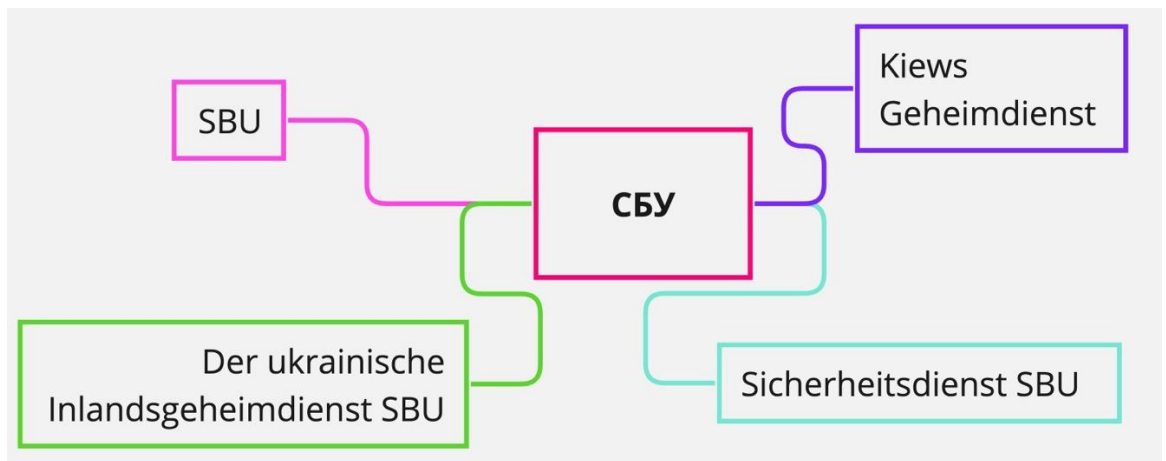 SBU
Kiews
Geheimdienst
СБУ
Der ukrainische
Inlandsgeheimdienst SBU
Sicherheitsdienst SBU